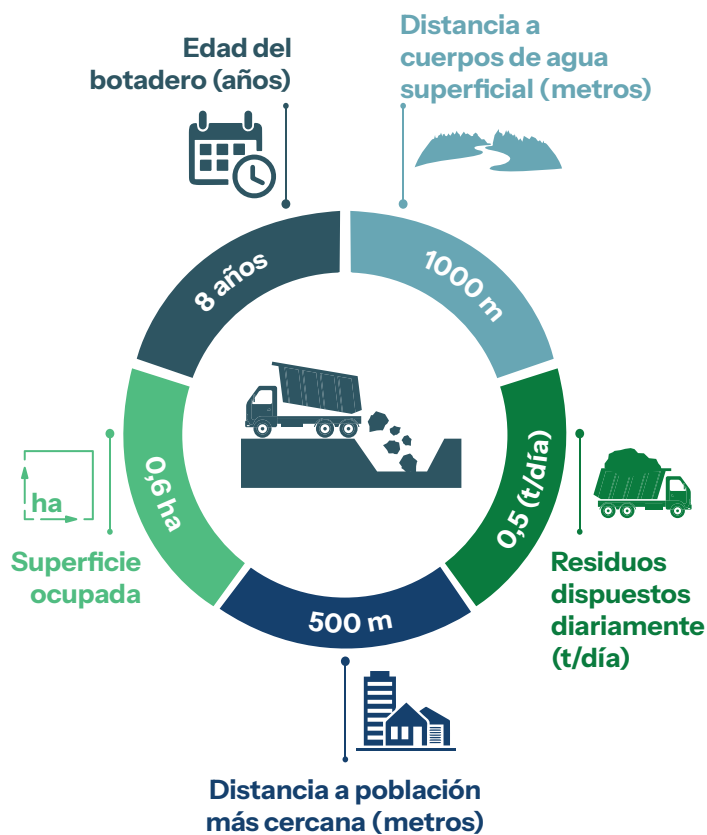 Edad del
botadero (años)
Distancia a
cuerpos de agua
superficial (metros)
8 años
1000 m
0,6 ha
0,5 (t/día)
500 m
ha
Superficie
ocupada
Residuos
dispuestos
diariamente
(t/día)
Distancia a población
más cercana (metros)